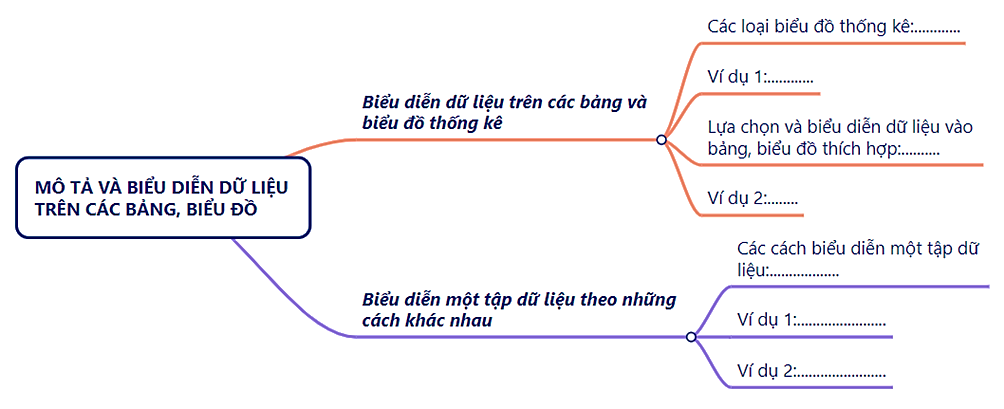 MÔ TẢ VÀ BIỂU DIỄN DỮ LIỆU
TRÊN CÁC BẢNG, BIỂU ĐỒ
Biểu diễn dữ liệu trên các bảng và
biểu đồ thống kê
Các loại biểu đồ thống kê:............
Ví dụ 1:............
Lựa chọn và biểu diễn dữ liệu vào
bảng, biểu đồ thích hợp:..........
Ví dụ 2:........
Biểu diễn một tập dữ liệu theo những
cách khác nhau
Các cách biểu diễn một tập dữ
liệu:..................
Ví dụ 1:.......................
Ví dụ 2:.......................